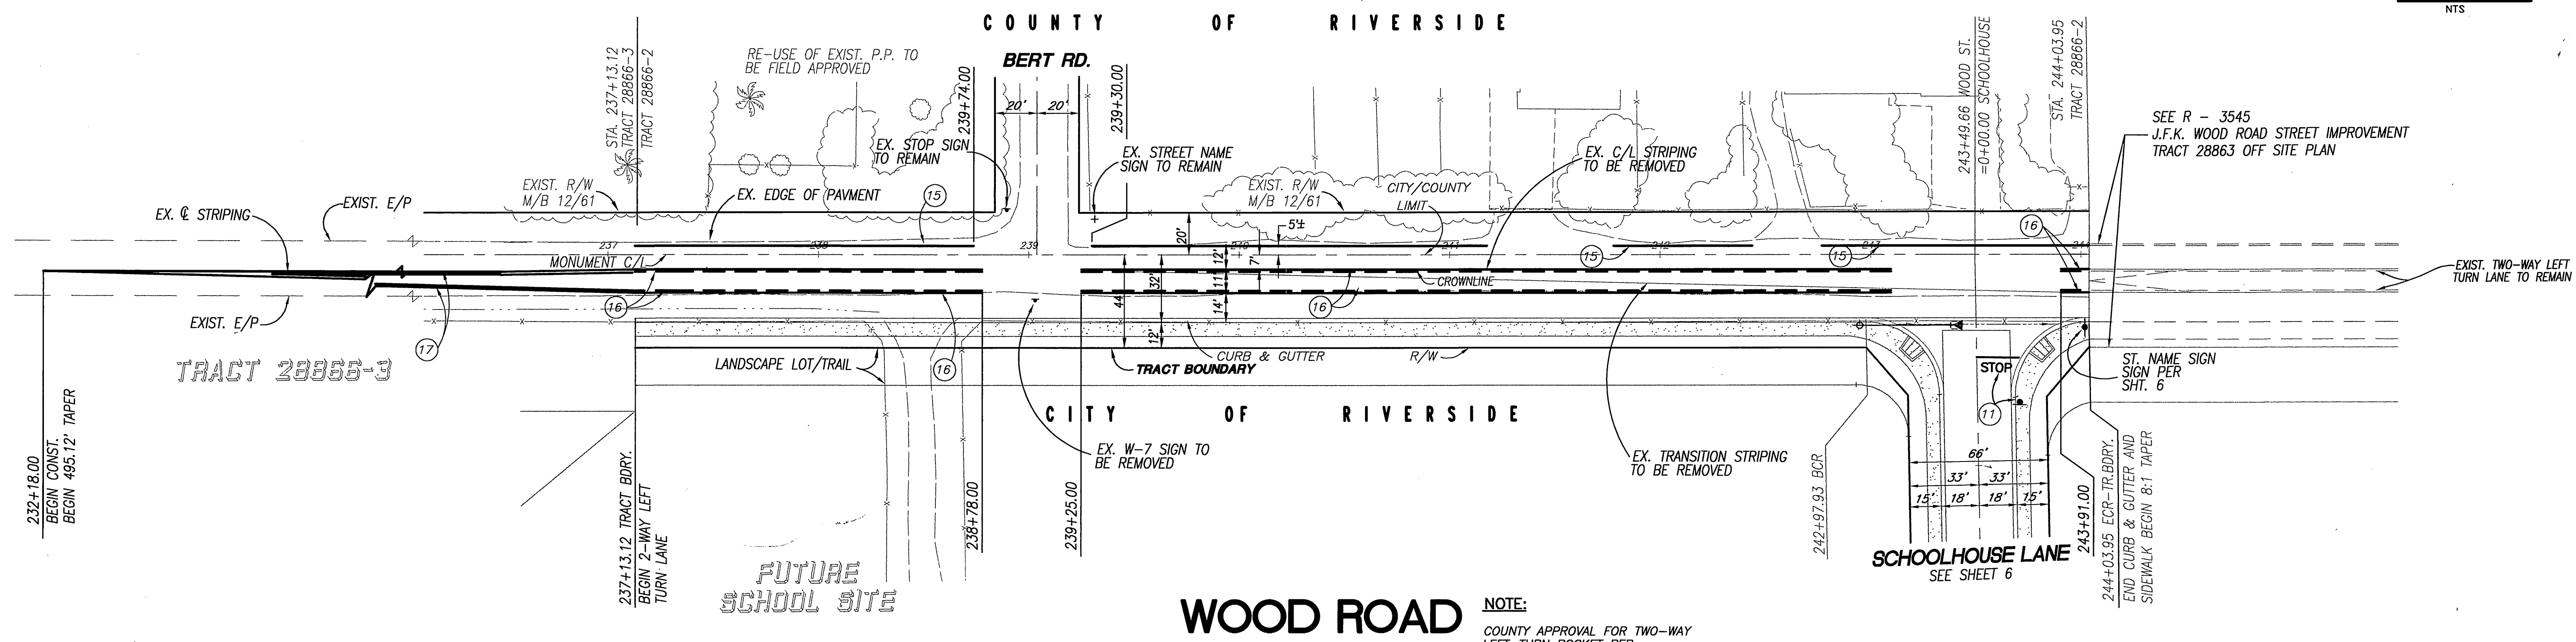 NTS
COUNTY OF RIVERSIDE
BERT RD.
STA. 237+13.12
TRACT 28866-3
TRACT 28866-2
RE-USE OF EXIST. P.P. TO
BE FIELD APPROVED
239+74.00
20'
20'
239+30.00
243+49.66 WOOD ST.
=0+00.00 SCHOOLHOUSE
STA. 244+03.95
TRACT 28866-2
SEE R - 3545
J.F.K. WOOD ROAD STREET IMPROVEMENT
TRACT 28863 OFF SITE PLAN
EX. STOP SIGN
TO REMAIN
EX. STREET NAME
SIGN TO REMAIN
EX. C/L STRIPING
TO BE REMOVED
EXIST. R/W
M/B 12/61
EX. EDGE OF PAVMENT
15
EXIST. R/W
M/B 12/61
CITY/COUNTY
LIMIT
EX. ℄ STRIPING
EXIST. E/P
16
237
238
239
240
241
242
MONUMENT C/L
20'
5'±
12'
7'
15
15
EXIST. TWO-WAY LEFT
TURN LANE TO REMAIN
44'
32'
11'
14'
12'
CROWNLINE
16
16
16
EXIST. E/P
17
TRACT 28866-3
LANDSCAPE LOT/TRAIL
CURB & GUTTER
R/W
TRACT BOUNDARY
STOP
11
ST. NAME SIGN
SIGN PER
SHT. 6
232+18.00
BEGIN CONST.
BEGIN 495.12' TAPER
CITY OF RIVERSIDE
EX. W-7 SIGN TO
BE REMOVED
EX. TRANSITION STRIPING
TO BE REMOVED
237+13.12 TRACT BDRY.
BEGIN 2-WAY LEFT
TURN LANE
238+78.00
239+25.00
242+97.93 BCR
66'
33'
33'
15'
18'
18'
15'
243+91.00
244+03.95 ECR-TR.BDRY.
END CURB & GUTTER AND
SIDEWALK BEGIN 8:1 TAPER
SCHOOLHOUSE LANE
SEE SHEET 6
FUTURE
SCHOOL SITE
WOOD ROAD
NOTE:
COUNTY APPROVAL FOR TWO-WAY
LEFT TURN POCKET PER